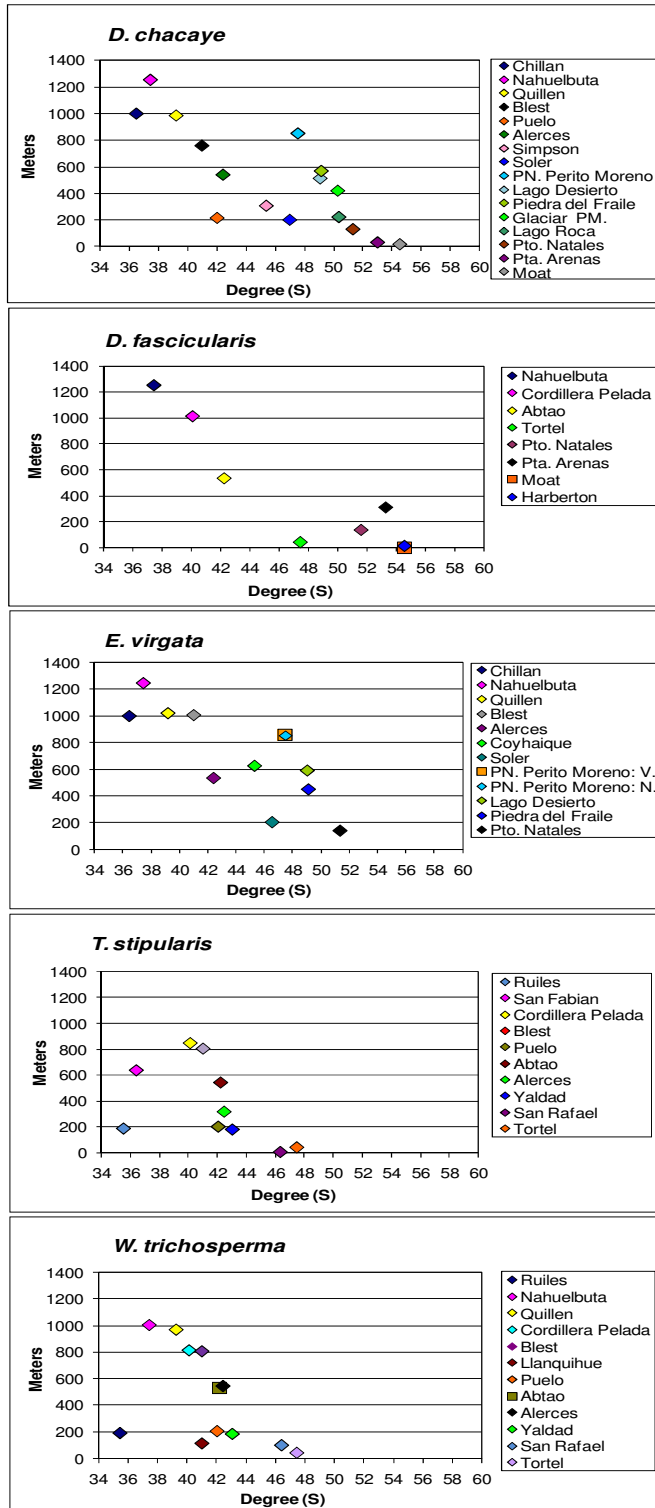 D. chacaye
Meters
1400
1200
1000
800
600
400
200
0
34 36 38 40 42 44 46 48 50 52 54 56 58 60
Degree (S)
Chillan
Nahuelbuta
Quillen
Blest
Puelo
Alerces
Simpson
Soler
PN. Perito Moreno
Lago Desierto
Piedra del Fraile
Glaciar PM.
Lago Roca
Pto. Natales
Pta. Arenas
Moat
D. fascicularis
Meters
1400
1200
1000
800
600
400
200
0
34 36 38 40 42 44 46 48 50 52 54 56 58 60
Degree (S)
Nahuelbuta
Cordillera Pelada
Abtao
Tortel
Pto. Natales
Pta. Arenas
Moat
Harberton
E. virgata
Meters
1400
1200
1000
800
600
400
200
0
34 36 38 40 42 44 46 48 50 52 54 56 58 60
Degree (S)
Chillan
Nahuelbuta
Quillen
Blest
Alerces
Coyhaique
Soler
PN. Perito Moreno: V.
PN. Perito Moreno: N.
Lago Desierto
Piedra del Fraile
Pto. Natales
T. stipularis
Meters
1400
1200
1000
800
600
400
200
0
34 36 38 40 42 44 46 48 50 52 54 56 58 60
Degree (S)
Ruiles
San Fabian
Cordillera Pelada
Blest
Puelo
Abtao
Alerces
Yaldad
San Rafael
Tortel
W. trichosperma
Meters
1400
1200
1000
800
600
400
200
0
34 36 38 40 42 44 46 48 50 52 54 56 58 60
Degree (S)
Ruiles
Nahuelbuta
Quillen
Cordillera Pelada
Blest
Llanquihue
Puelo
Abtao
Alerces
Yaldad
San Rafael
Tortel